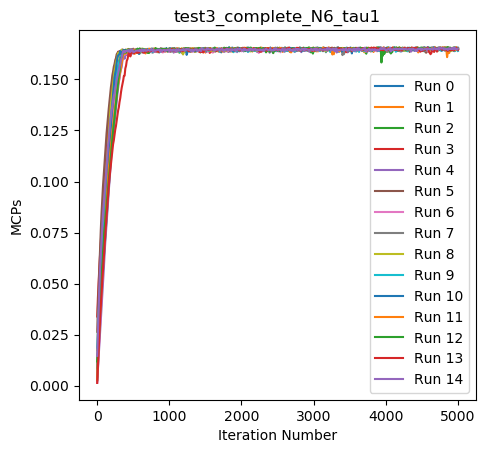 test3_complete_N6_tau1
MCPs
0.150
0.125
0.100
0.075
0.050
0.025
0.000
0
1000
2000
3000
4000
5000
Iteration Number
Run 0
Run 1
Run 2
Run 3
Run 4
Run 5
Run 6
Run 7
Run 8
Run 9
Run 10
Run 11
Run 12
Run 13
Run 14